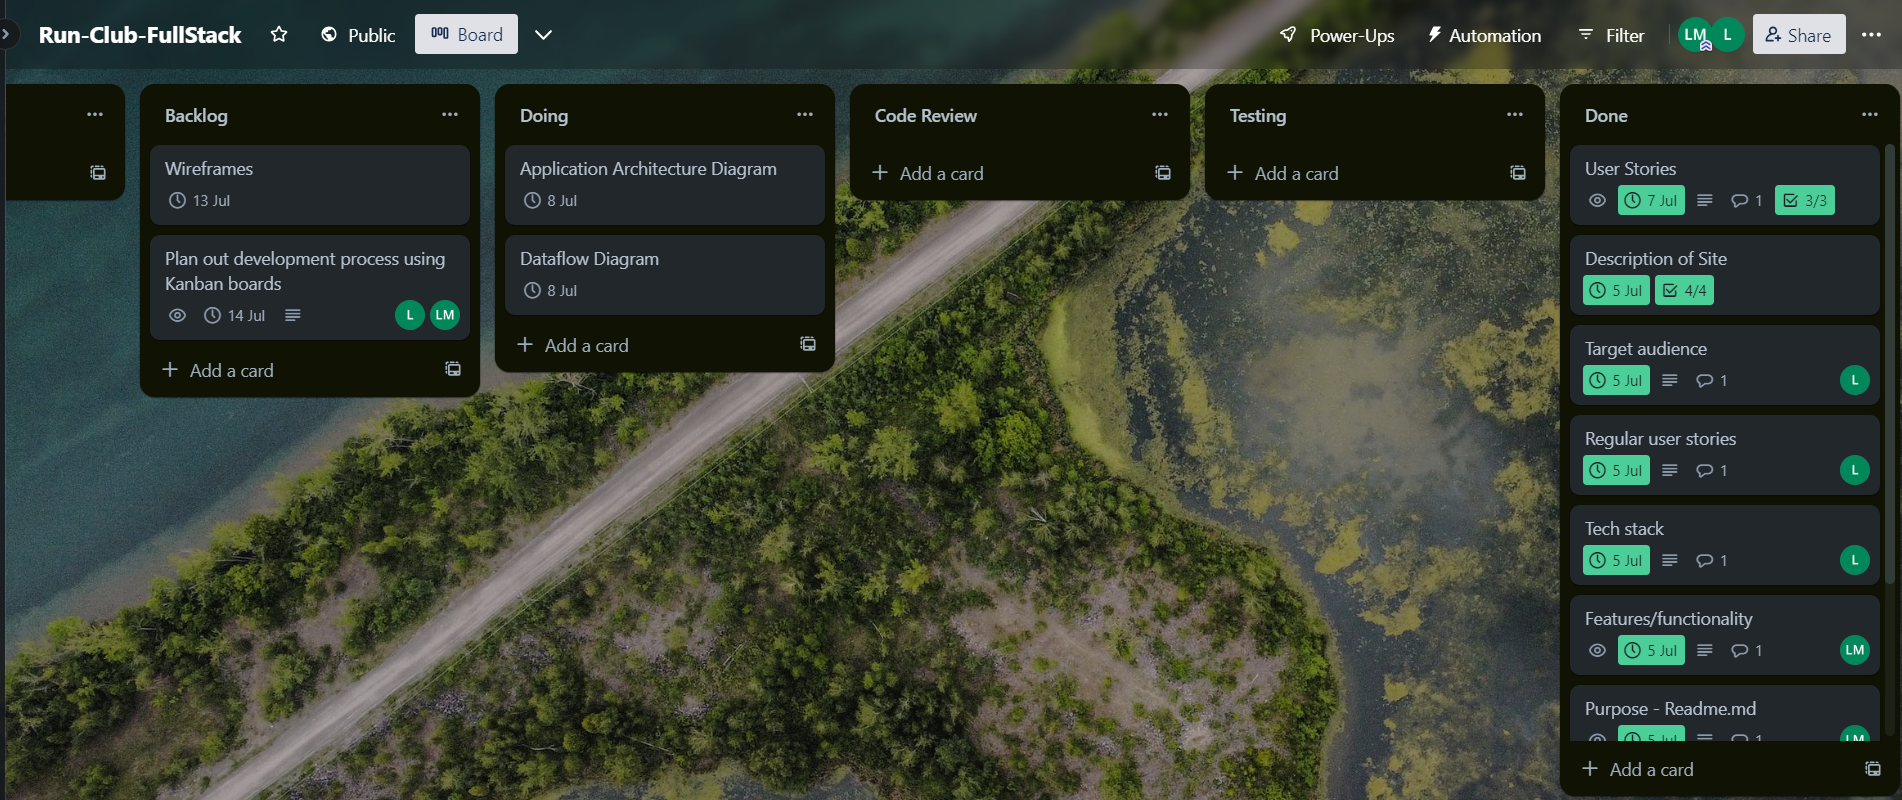 Run-Club-FullStack
Public
Board
Power-Ups
Automation
Filter
LM
L
Share
Backlog
Wireframes
13 Jul
Plan out development process using
Kanban boards
14 Jul
L
LM
Add a card
Doing
Application Architecture Diagram
8 Jul
Dataflow Diagram
8 Jul
Add a card
Code Review
Add a card
Testing
Add a card
Done
User Stories
7 Jul
1
3/3
Description of Site
5 Jul
4/4
Target audience
5 Jul
1
L
Regular user stories
5 Jul
1
L
Tech stack
5 Jul
1
L
Features/functionality
5 Jul
1
LM
Purpose - Readme.md
5 Jul
1
LM
Add a card